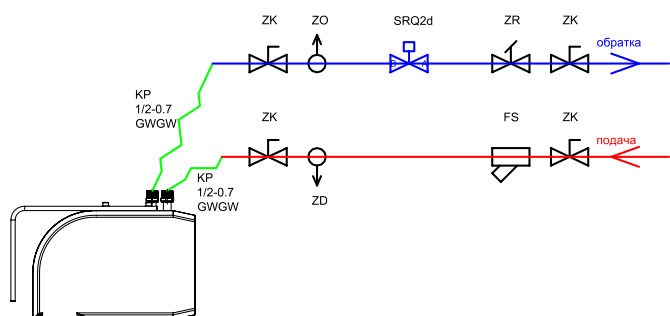 ZK
ZO
SRQ2d
ZR
ZK
обратка
B
A
KP
1/2-0.7
GWGW
ZK
FS
ZK
подача
KP
1/2-0.7
GWGW
ZD